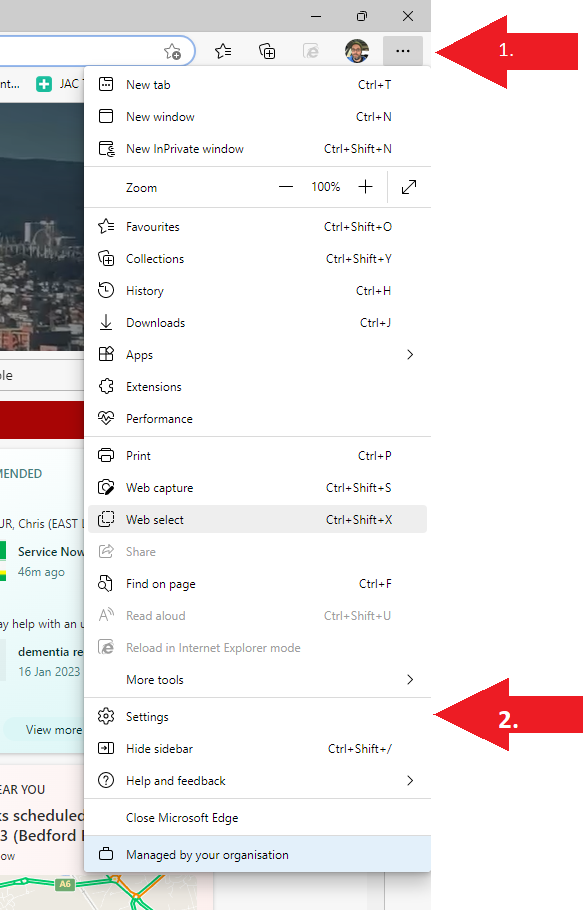 1.
nt...
JAC
New tab Ctrl+T
New window Ctrl+N
New InPrivate window Ctrl+Shift+N
Zoom 100%
Favourites Ctrl+Shift+O
Collections Ctrl+Shift+Y
History Ctrl+H
Downloads Ctrl+J
Apps
Extensions
Performance
Print Ctrl+P
Web capture Ctrl+Shift+S
Web select Ctrl+Shift+X
Share
Find on page Ctrl+F
Read aloud Ctrl+Shift+U
Reload in Internet Explorer mode
More tools
Settings
2.
Hide sidebar Ctrl+Shift+/
Help and feedback
Close Microsoft Edge
Managed by your organisation
ole
MENDED
UR, Chris (EAST
Service Now
46m ago
ay help with an
dementia re
16 Jan 2023
View more
EAR YOU
ks scheduled
3 (Bedford
ow
A6